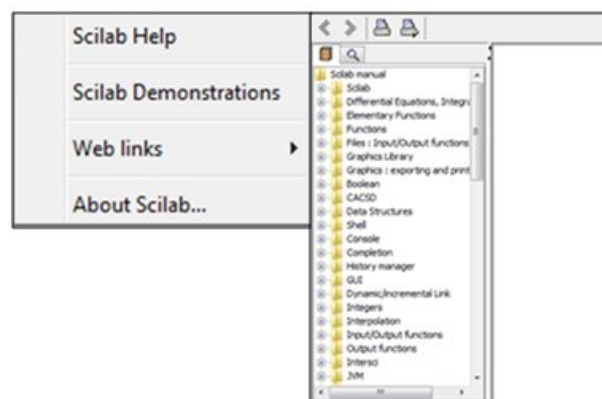 Scilab Help
Scilab Demonstrations
Web links
About Scilab...
Scilab manual
Scilab
Differential Equations, Integr
Elementary Functions
Functions
Files : Input/Output functions
Graphics Library
Graphics : exporting and print
Boolean
CACSD
Data Structures
Shell
Console
Completion
History manager
GUI
Dynamic/incremental Link
Integers
Interpolation
Input/Output functions
Output functions
Intersci
JVM